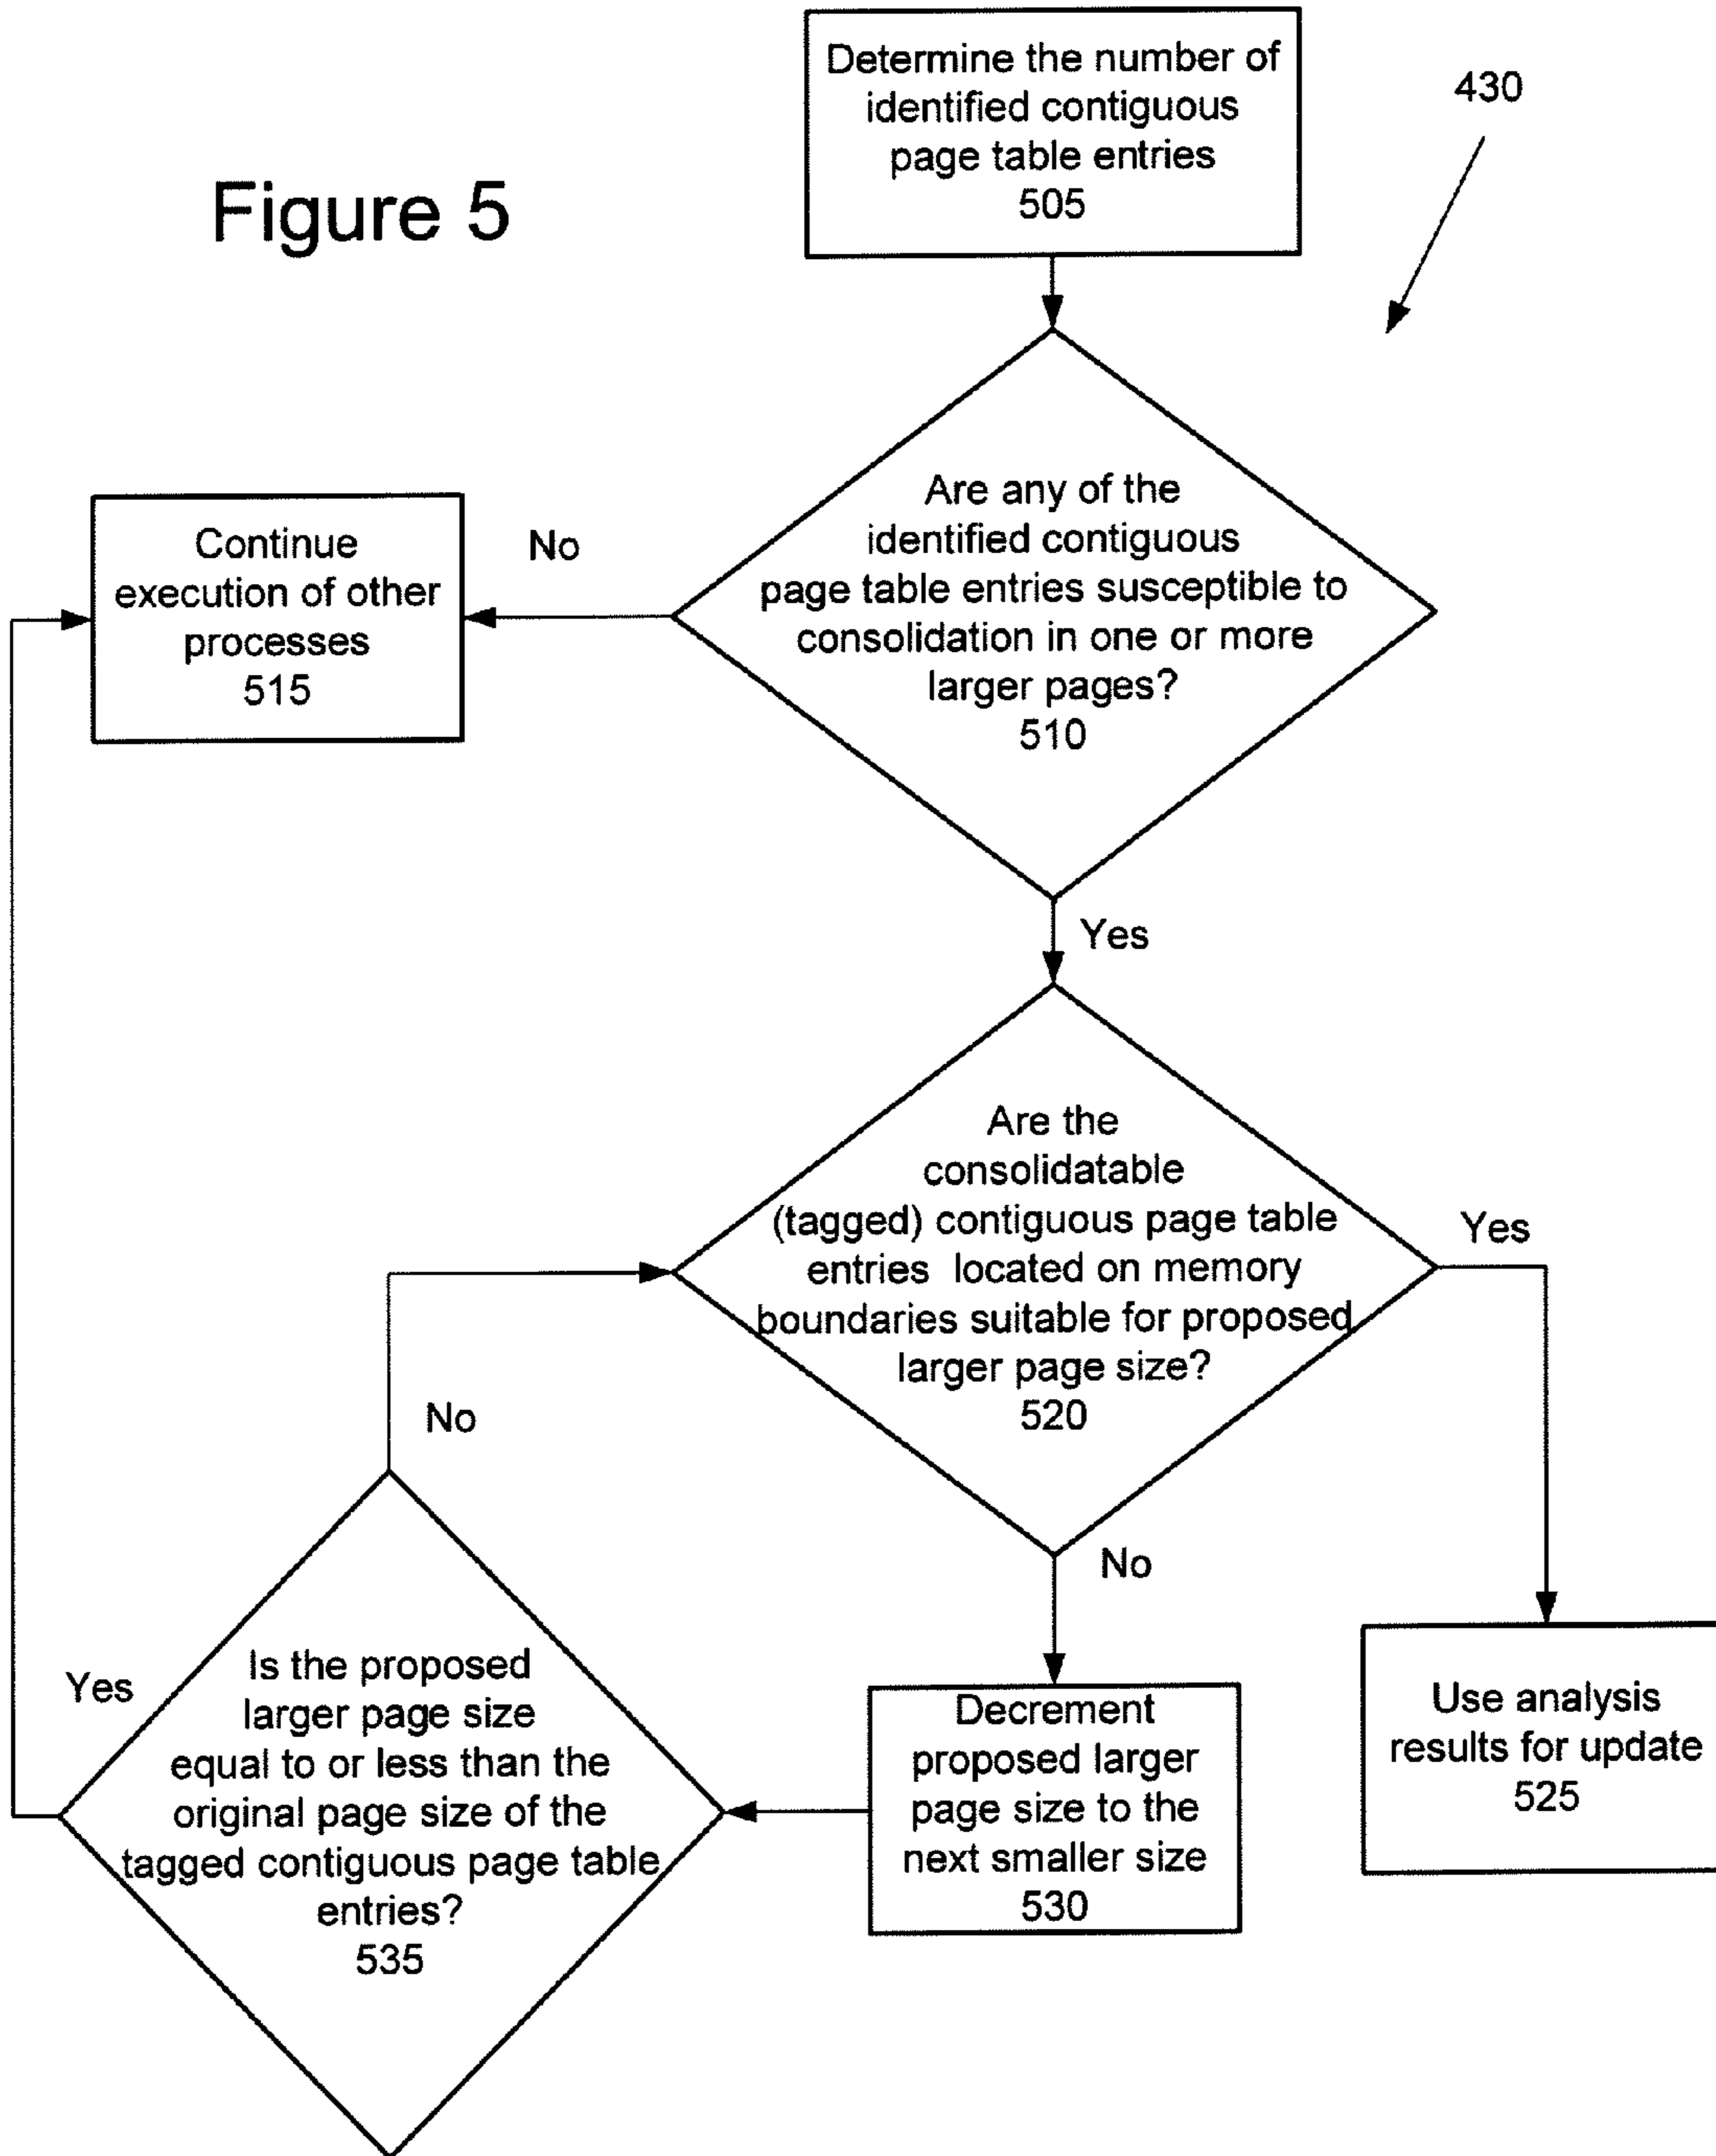 Figure 5
430
Determine the number of
identified contiguous
page table entries
505
Are any of the
identified contiguous
page table entries susceptible to
consolidation in one or more
larger pages?
510
No
Continue
execution of other
processes
515
Yes
Are the
consolidatable
(tagged) contiguous page table
entries located on memory
boundaries suitable for proposed
larger page size?
520
Yes
Use analysis
results for update
525
No
Decrement
proposed larger
page size to the
next smaller size
530
No
Is the proposed
larger page size
equal to or less than the
original page size of the
tagged contiguous page table
entries?
535
Yes